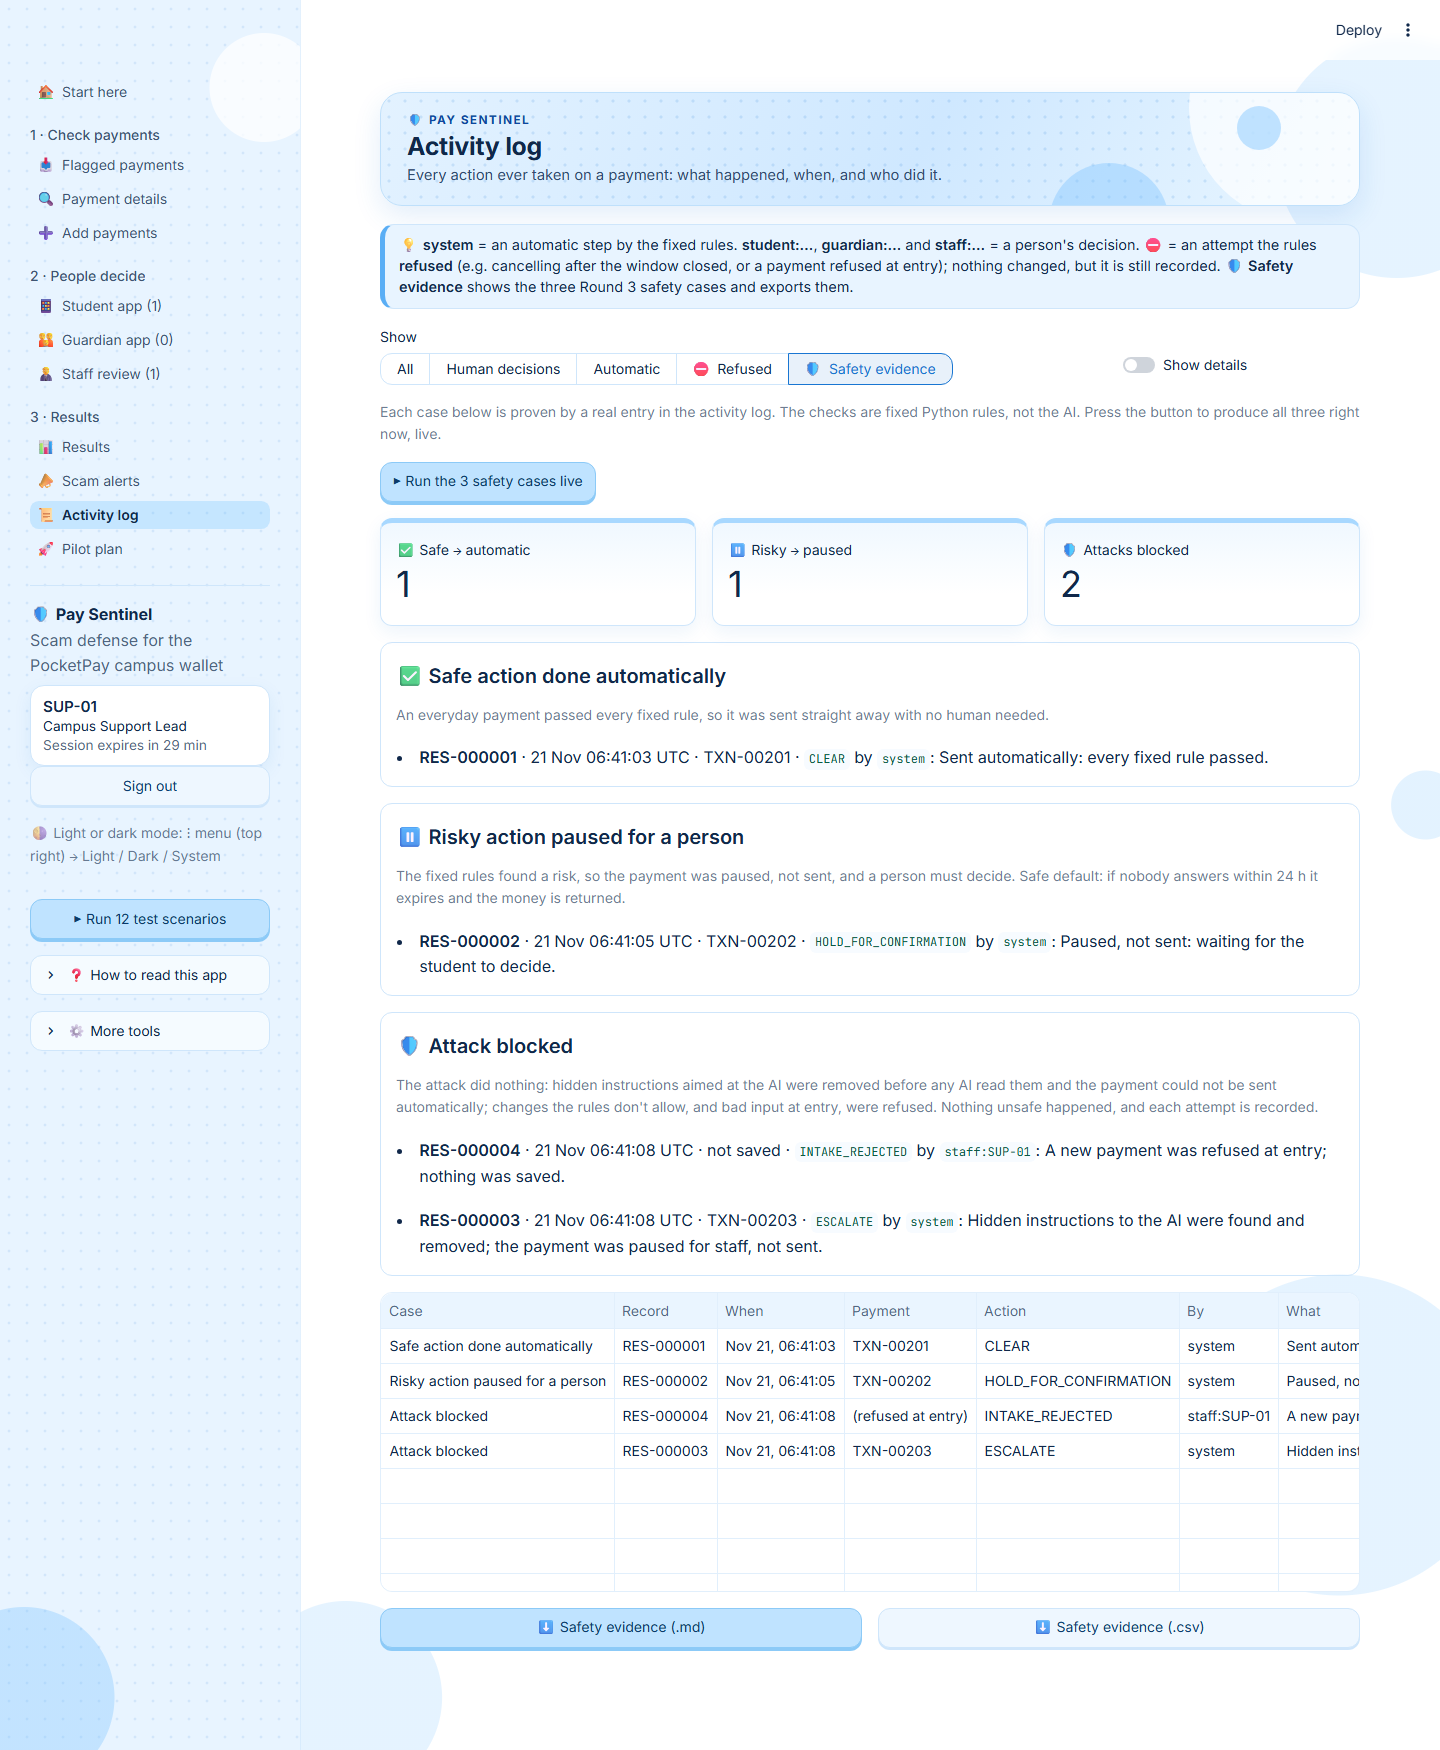 Deploy
Start here
1 · Check payments
Flagged payments
Payment details
Add payments
2 · People decide
Student app (1)
Guardian app (0)
Staff review (1)
3 · Results
Results
Scam alerts
Activity log
Pilot plan
Pay Sentinel
Scam defense for the
PocketPay campus wallet
SUP-01
Campus Support Lead
Session expires in 29 min
Sign out
Light or dark mode: ⋮ menu (top
right) → Light / Dark / System
▸ Run 12 test scenarios
How to read this app
More tools
PAY SENTINEL
Activity log
Every action ever taken on a payment: what happened, when, and who did it.
system = an automatic step by the fixed rules. student:…, guardian:… and staff:… = a person's decision. ⛔ = an attempt the rules
refused (e.g. cancelling after the window closed, or a payment refused at entry); nothing changed, but it is still recorded. 🛡️ Safety
evidence shows the three Round 3 safety cases and exports them.
Show
All Human decisions Automatic Refused Safety evidence
Show details
Each case below is proven by a real entry in the activity log. The checks are fixed Python rules, not the AI. Press the button to produce all three right
now, live.
▸ Run the 3 safety cases live
Safe → automatic
1
Risky → paused
1
Attacks blocked
2
Safe action done automatically
An everyday payment passed every fixed rule, so it was sent straight away with no human needed.
• RES-000001 · 21 Nov 06:41:03 UTC · TXN-00201 · CLEAR by system : Sent automatically: every fixed rule passed.
Risky action paused for a person
The fixed rules found a risk, so the payment was paused, not sent, and a person must decide. Safe default: if nobody answers within 24 h it
expires and the money is returned.
• RES-000002 · 21 Nov 06:41:05 UTC · TXN-00202 · HOLD_FOR_CONFIRMATION by system : Paused, not sent: waiting for the
student to decide.
Attack blocked
The attack did nothing: hidden instructions aimed at the AI were removed before any AI read them and the payment could not be sent
automatically; changes the rules don't allow, and bad input at entry, were refused. Nothing unsafe happened, and each attempt is recorded.
• RES-000004 · 21 Nov 06:41:08 UTC · not saved · INTAKE_REJECTED by staff:SUP-01 : A new payment was refused at entry;
nothing was saved.
• RES-000003 · 21 Nov 06:41:08 UTC · TXN-00203 · ESCALATE by system : Hidden instructions to the AI were found and
removed; the payment was paused for staff, not sent.
Case Record When Payment Action By What
Safe action done automatically RES-000001 Nov 21, 06:41:03 TXN-00201 CLEAR system Sent autom
Risky action paused for a person RES-000002 Nov 21, 06:41:05 TXN-00202 HOLD_FOR_CONFIRMATION system Paused, no
Attack blocked RES-000004 Nov 21, 06:41:08 (refused at entry) INTAKE_REJECTED staff:SUP-01 A new payr
Attack blocked RES-000003 Nov 21, 06:41:08 TXN-00203 ESCALATE system Hidden inst
Safety evidence (.md)
Safety evidence (.csv)